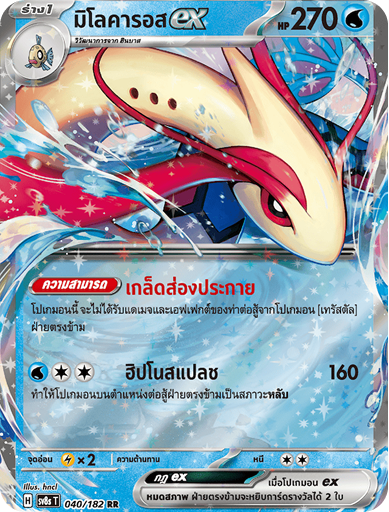 ร่าง1
มิโลคารอส ex HP 270
วิวัฒนาการจาก ฮินบาส
ความสามารถ เกล็ดส่องประกาย
โปเกมอนนี้ จะไม่ได้รับแดเมจและเอฟเฟกต์ของท่าต่อสู้จากโปเกมอน [เทรัสตัล]
ฝ่ายตรงข้าม
ฮิปโนสแปลช 160
ทำให้โปเกมอนบนตำแหน่งต่อสู้ฝ่ายตรงข้ามเป็นสภาวะหลับ
จุดอ่อน ×2 ความต้านทาน หนี
Illus. hncl
กฎ ex เมื่อโปเกมอน ex
หมดสภาพ ฝ่ายตรงข้ามจะหยิบการ์ดรางวัลได้ 2 ใบ
H sv8s T 040/182 RR